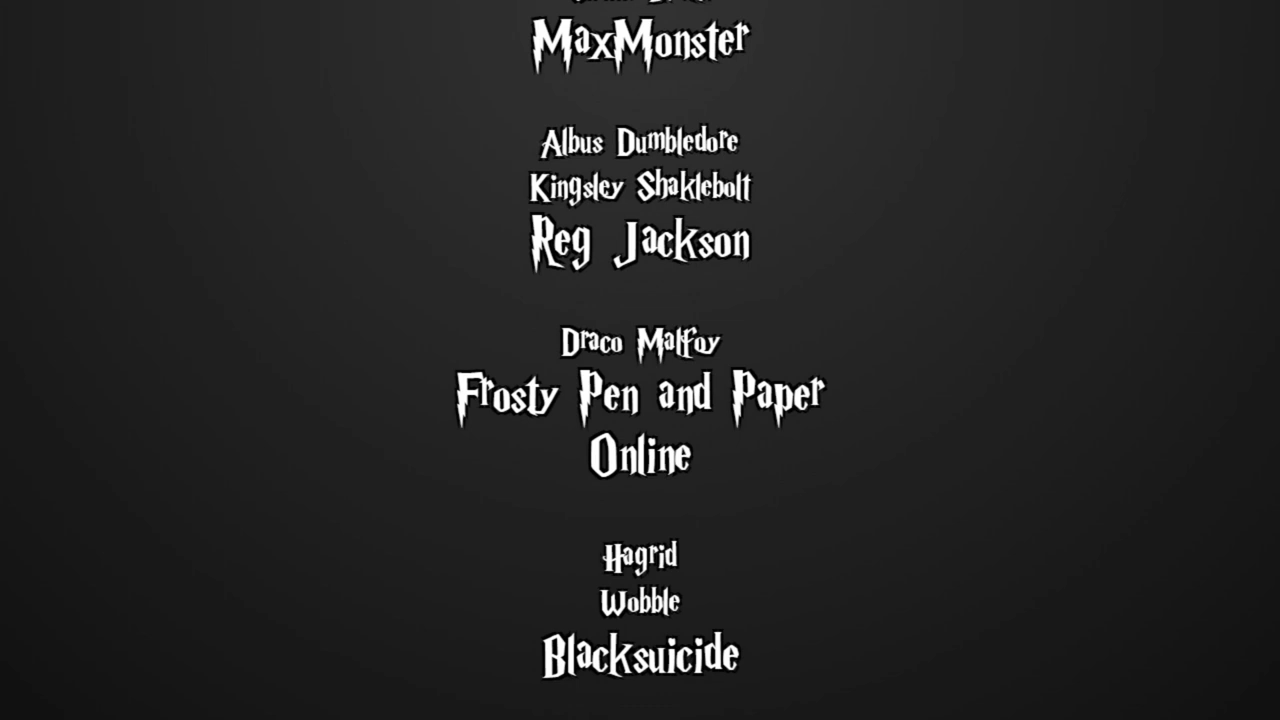 MaxMonster
Albus Dumbledore
Kingsley Shaklebolt
Reg Jackson
Draco Malfoy
Frosty Pen and Paper
Online
Hagrid
Wobble
Blacksuicide